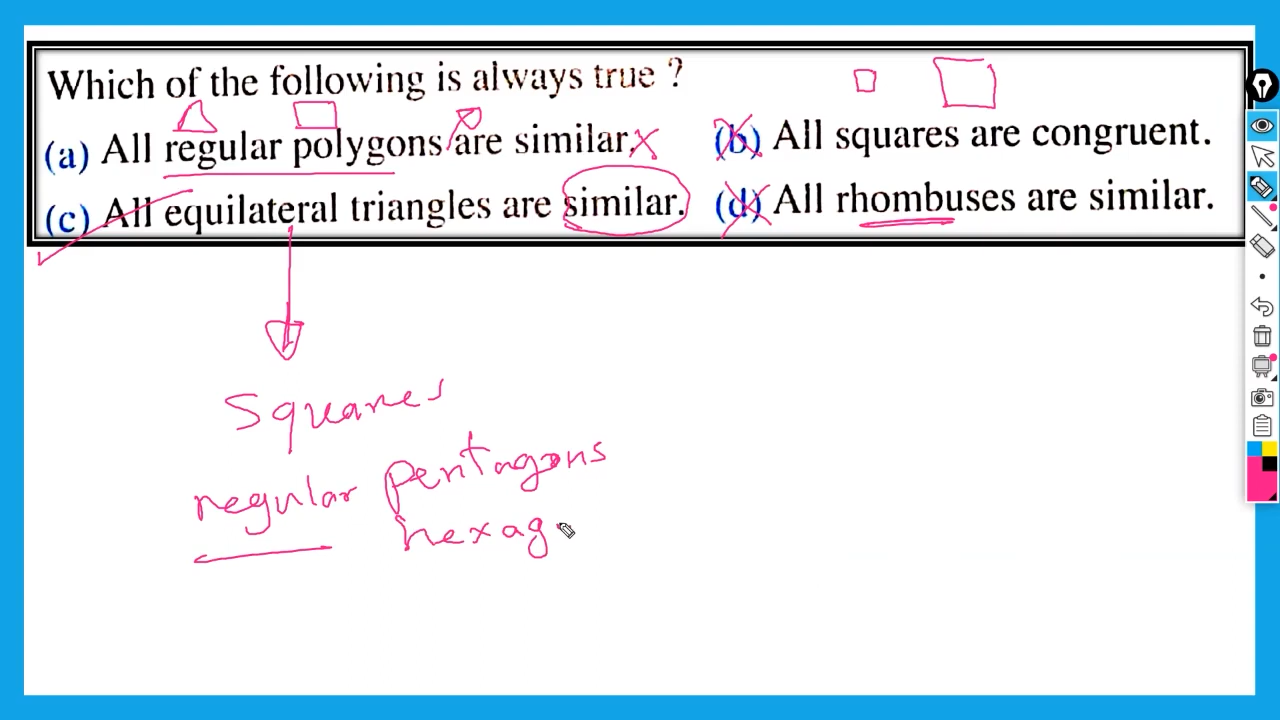 Which of the following is always true ?
(a) All regular polygons are similar.
(b) All squares are congruent.
(c) All equilateral triangles are similar.
(d) All rhombuses are similar.
Squares
regular pentagons
hexag